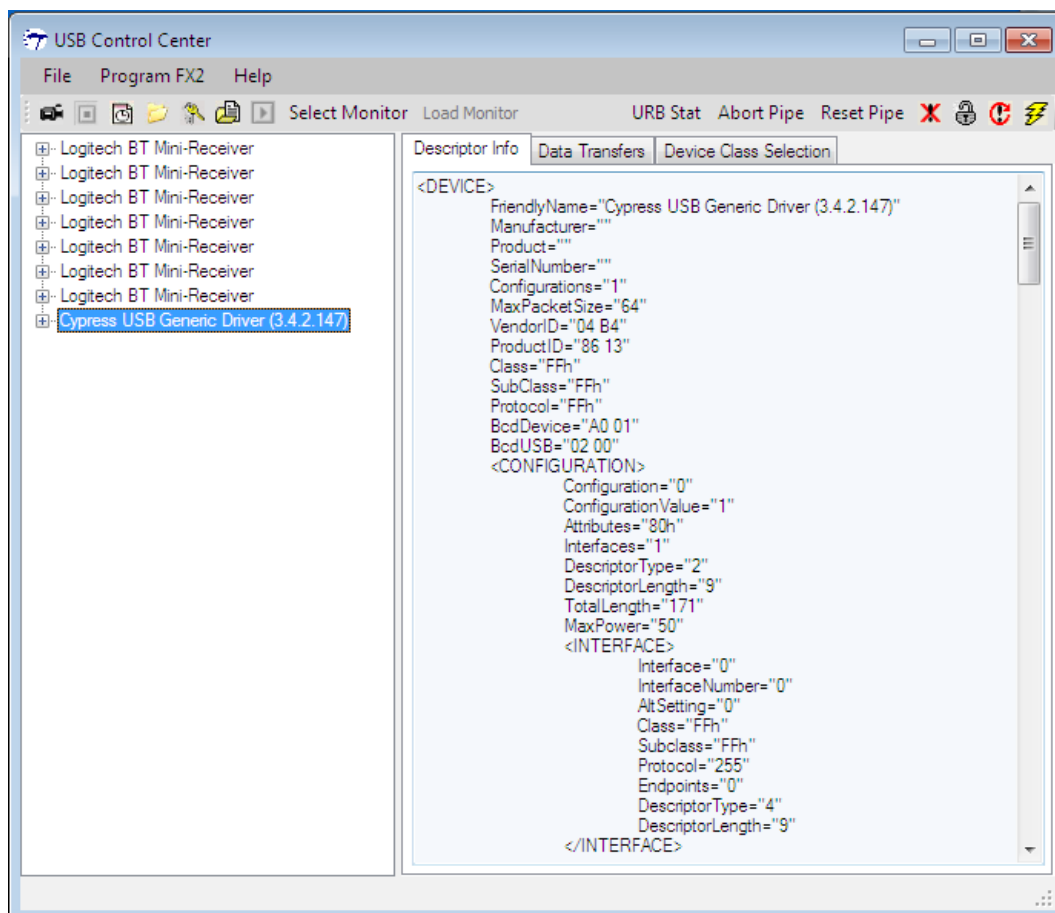 USB Control Center
File Program FX2 Help
Select Monitor Load Monitor URB Stat Abort Pipe Reset Pipe
Logitech BT Mini-Receiver
Logitech BT Mini-Receiver
Logitech BT Mini-Receiver
Logitech BT Mini-Receiver
Logitech BT Mini-Receiver
Logitech BT Mini-Receiver
Logitech BT Mini-Receiver
Cypress USB Generic Driver (3.4.2.147)
Descriptor Info Data Transfers Device Class Selection
<DEVICE>
FriendlyName="Cypress USB Generic Driver (3.4.2.147)"
Manufacturer=""
Product=""
SerialNumber=""
Configurations="1"
MaxPacketSize="64"
VendorID="04 B4"
ProductID="86 13"
Class="FFh"
SubClass="FFh"
Protocol="FFh"
BcdDevice="A0 01"
BcdUSB="02 00"
<CONFIGURATION>
Configuration="0"
ConfigurationValue="1"
Attributes="80h"
Interfaces="1"
DescriptorType="2"
DescriptorLength="9"
TotalLength="171"
MaxPower="50"
<INTERFACE>
Interface="0"
InterfaceNumber="0"
AltSetting="0"
Class="FFh"
Subclass="FFh"
Protocol="255"
Endpoints="0"
DescriptorType="4"
DescriptorLength="9"
</INTERFACE>